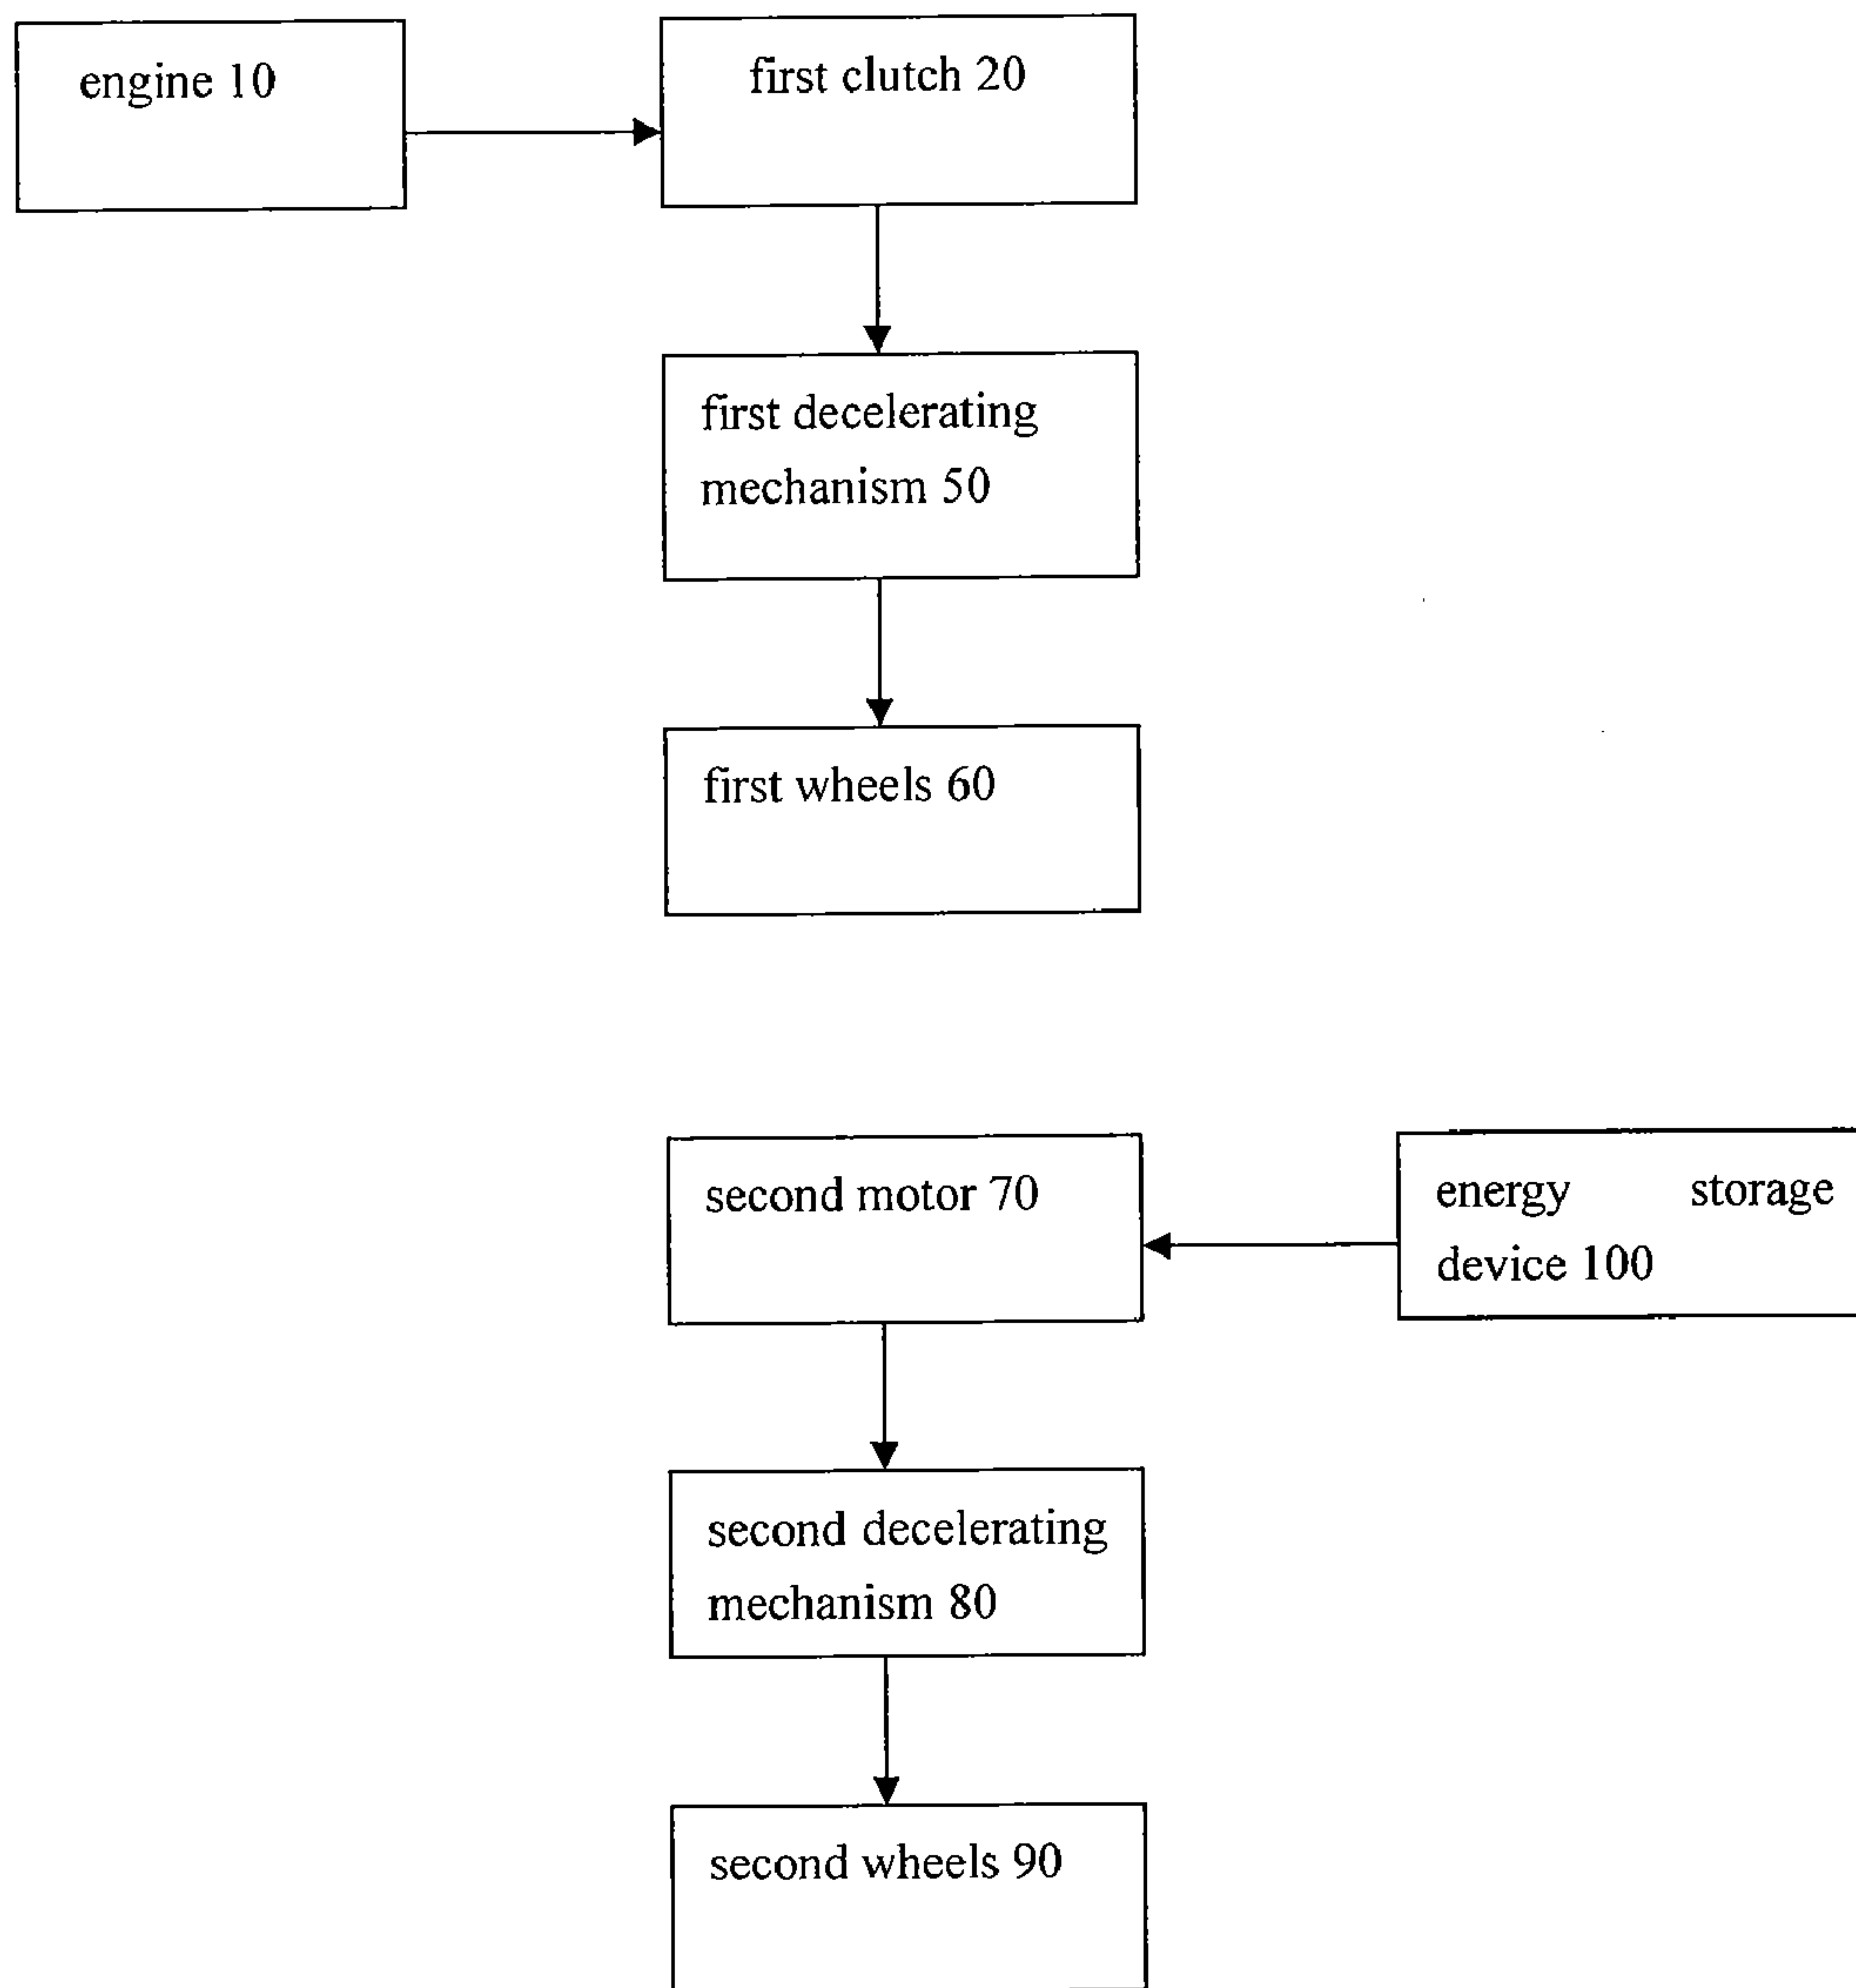 engine 10
first clutch 20
first decelerating
mechanism 50
first wheels 60
second motor 70
energy storage
device 100
second decelerating
mechanism 80
second wheels 90